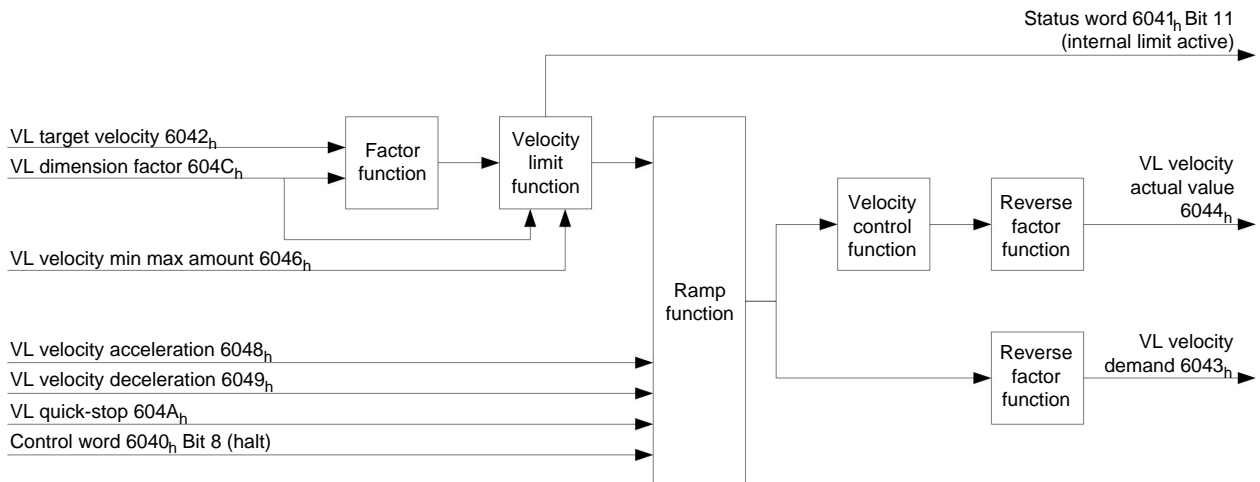 Status word 6041h Bit 11
(internal limit active)
VL target velocity 6042h
VL dimension factor 604Ch
Factor
function
Velocity
limit
function
VL velocity min max amount 6046h
VL velocity acceleration 6048h
VL velocity deceleration 6049h
VL quick-stop 604Ah
Control word 6040h Bit 8 (halt)
Ramp
function
Velocity
control
function
Reverse
factor
function
VL velocity
actual value
6044h
Reverse
factor
function
VL velocity
demand 6043h